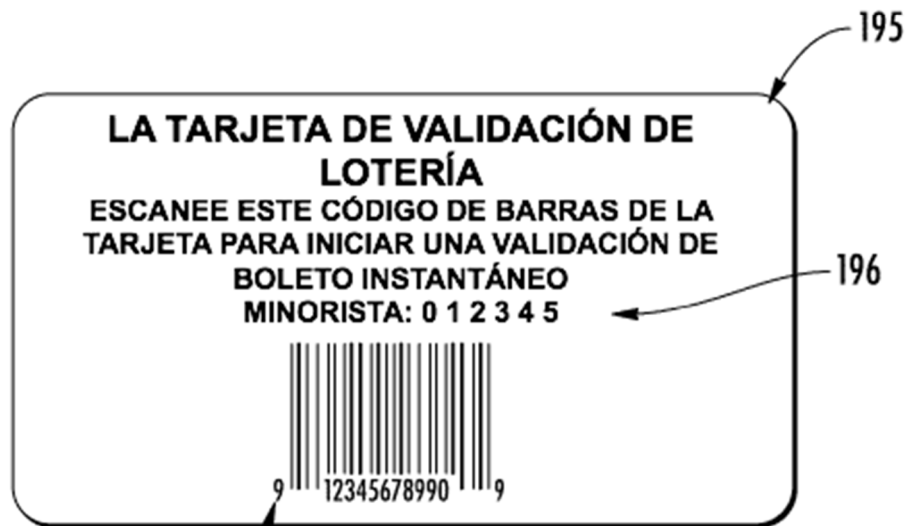 195
LA TARJETA DE VALIDACIÓN DE
LOTERÍA
ESCANEE ESTE CÓDIGO DE BARRAS DE LA
TARJETA PARA INICIAR UNA VALIDACIÓN DE
BOLETO INSTANTÁNEO
196
MINORISTA: 0 1 2 3 4 5
9 12345678990 9